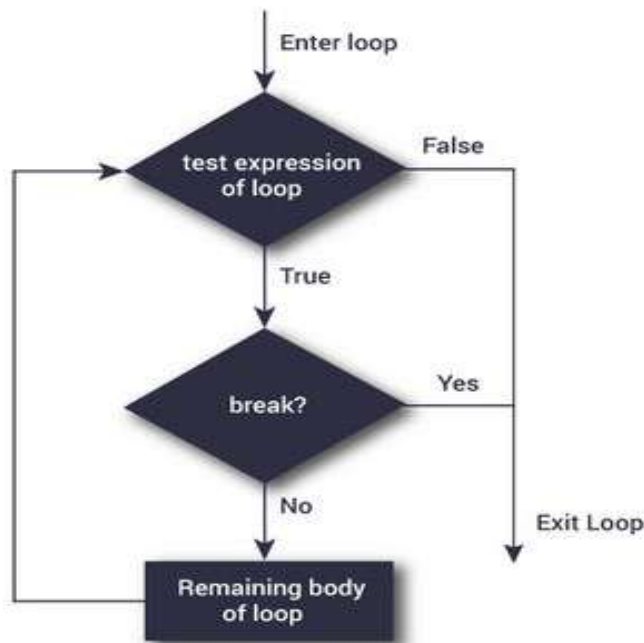 Enter loop
test expression
of loop
False
True
break?
Yes
No
Exit Loop
Remaining body
of loop